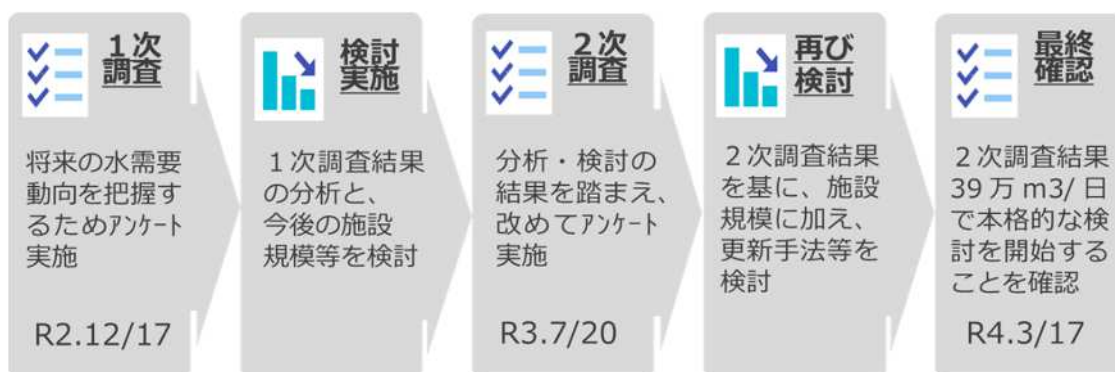 １次
調査
将来の水需要
動向を把握す
るためｱﾝｹｰﾄ
実施
R2.12/17
検討
実施
１次調査結果
の分析と、
今後の施設
規模等を検討
２次
調査
分析・検討の
結果を踏まえ、
改めてｱﾝｹｰﾄ
実施
R3.7/20
再び
検討
２次調査結果
を基に、施設
規模に加え、
更新手法等を
検討
最終
確認
２次調査結果
39 万 m3/ 日
で本格的な検
討を開始する
ことを確認
R4.3/17